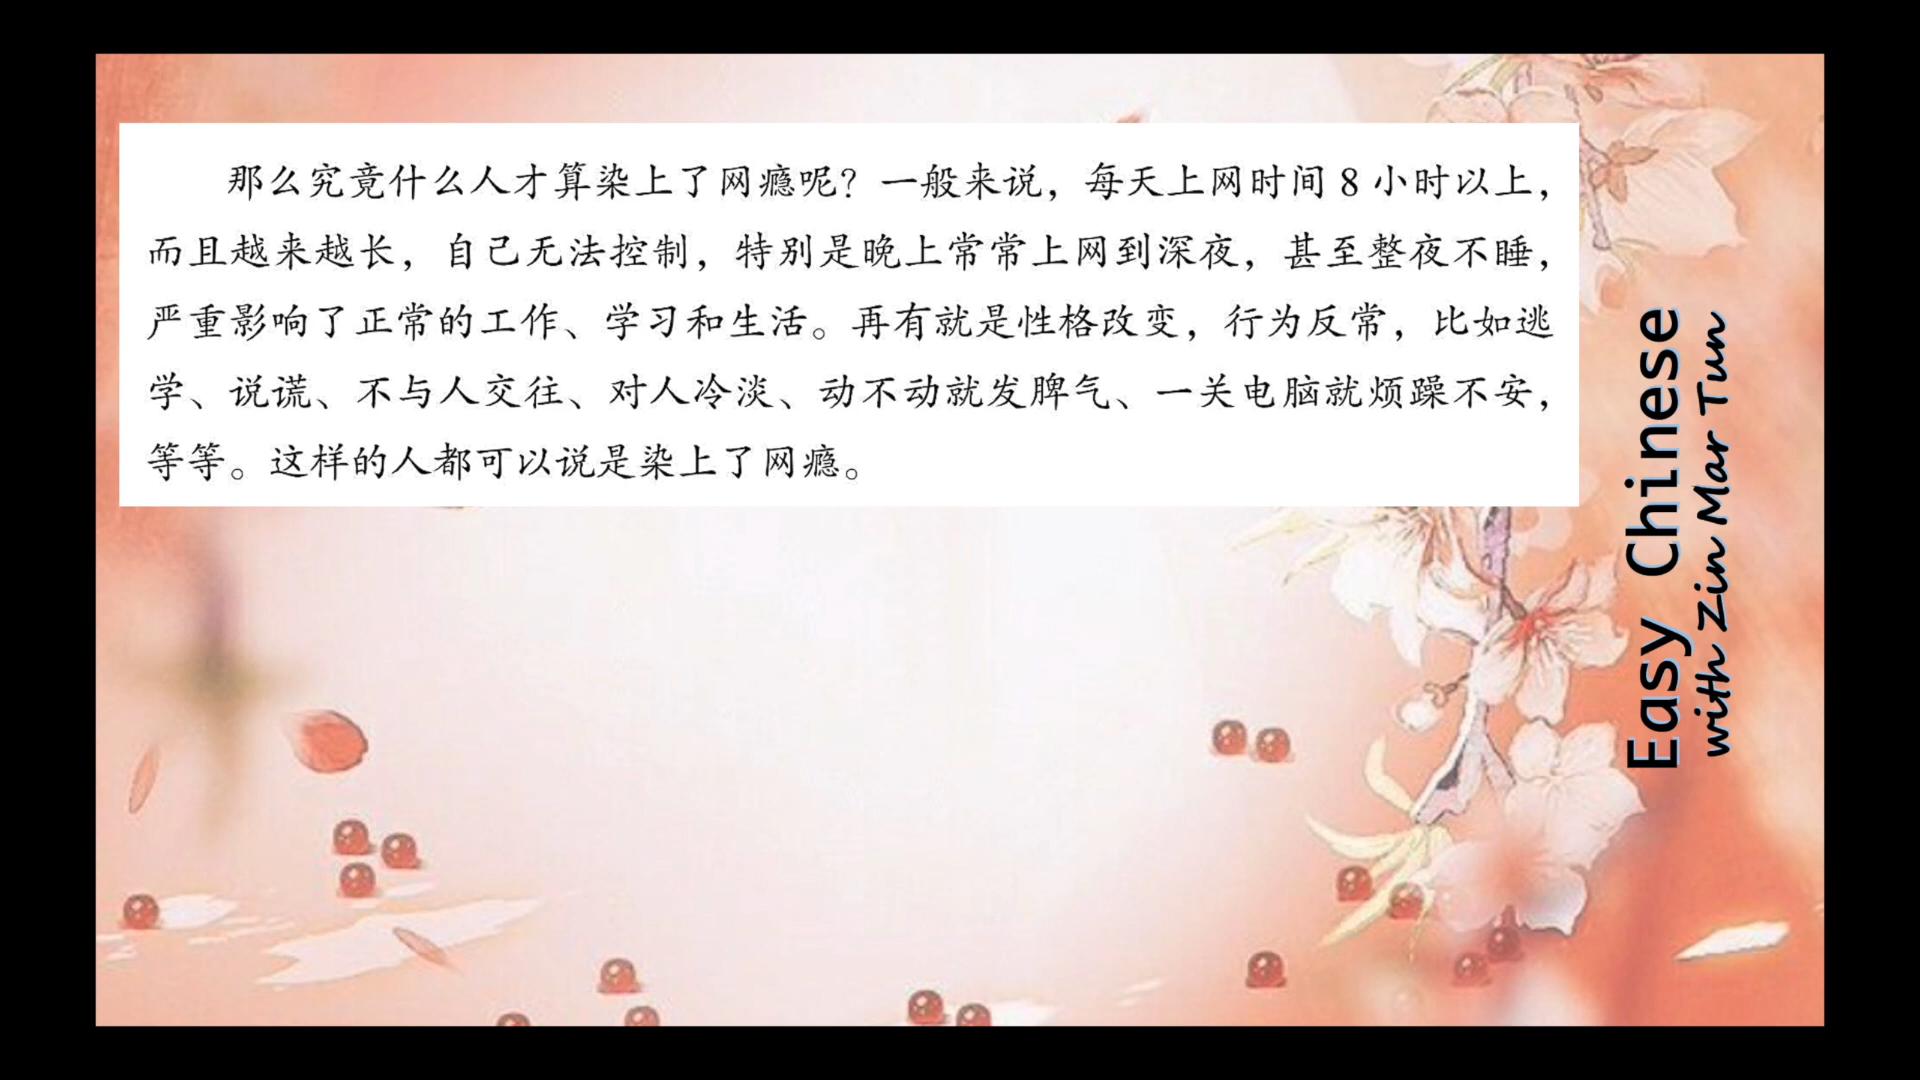 那么究竟什么人才算染上了网瘾呢？一般来说，每天上网时间 8 小时以上，
而且越来越长，自己无法控制，特别是晚上常常上网到深夜，甚至整夜不睡，
严重影响了正常的工作、学习和生活。再有就是性格改变，行为反常，比如逃
学、说谎、不与人交往、对人冷淡、动不动就发脾气、一关电脑就烦躁不安，
等等。这样的人都可以说是染上了网瘾。
Easy Chinese
with Zin Mar Tun